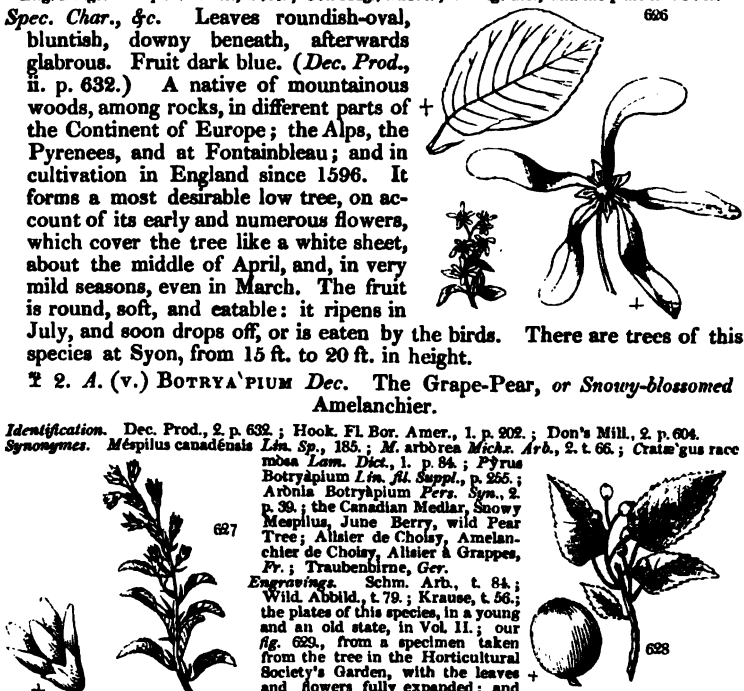 Spec. Char., &c. Leaves roundish-oval,
bluntish, downy beneath, afterwards
glabrous. Fruit dark blue. (Dec. Prod.,
ii. p. 632.) A native of mountainous
woods, among rocks, in different parts of
the Continent of Europe; the Alps, the
Pyrenees, and at Fontainbleau; and in
cultivation in England since 1596. It
forms a most desirable low tree, on ac-
count of its early and numerous flowers,
which cover the tree like a white sheet,
about the middle of April, and, in very
mild seasons, even in March. The fruit
is round, soft, and eatable: it ripens in
July, and soon drops off, or is eaten by the birds. There are trees of this
species at Syon, from 15 ft. to 20 ft. in height.
626
2. A. (v.) BOTRYA`PIUM Dec. The Grape-Pear, or Snowy-blossomed
Amelanchier.
Identification. Dec. Prod., 2. p. 632.; Hook. Fl. Bor. Amer., 1. p. 202.; Don's Mill., 2. p. 604.
Synonymes. Méspilus canadénsis Lin. Sp., 185.; M. arbòrea Michx. Arb., 2. t. 66.; Cratæ`gus race
mòsa Lam. Dict., 1. p. 84.; Pỳrus
Botryàpium Lin. fil. Suppl., p. 255.;
Arònia Botryàpium Pers. Syn., 2.
p. 39.; the Canadian Medlar, Snowy
Mespilus, June Berry, wild Pear
Tree; Alisier de Choisy, Amelan-
chier de Choisy, Alisier à Grappes,
Fr.; Traubenbirne, Ger.
Engravings. Schm. Arb., t. 84.;
Wild. Abbild., t. 79.; Krause, t. 56.;
the plates of this species, in a young
and an old state, in Vol. II.; our
fig. 629., from a specimen taken
from the tree in the Horticultural
Society's Garden, with the leaves
and flowers fully expanded; and
627
628